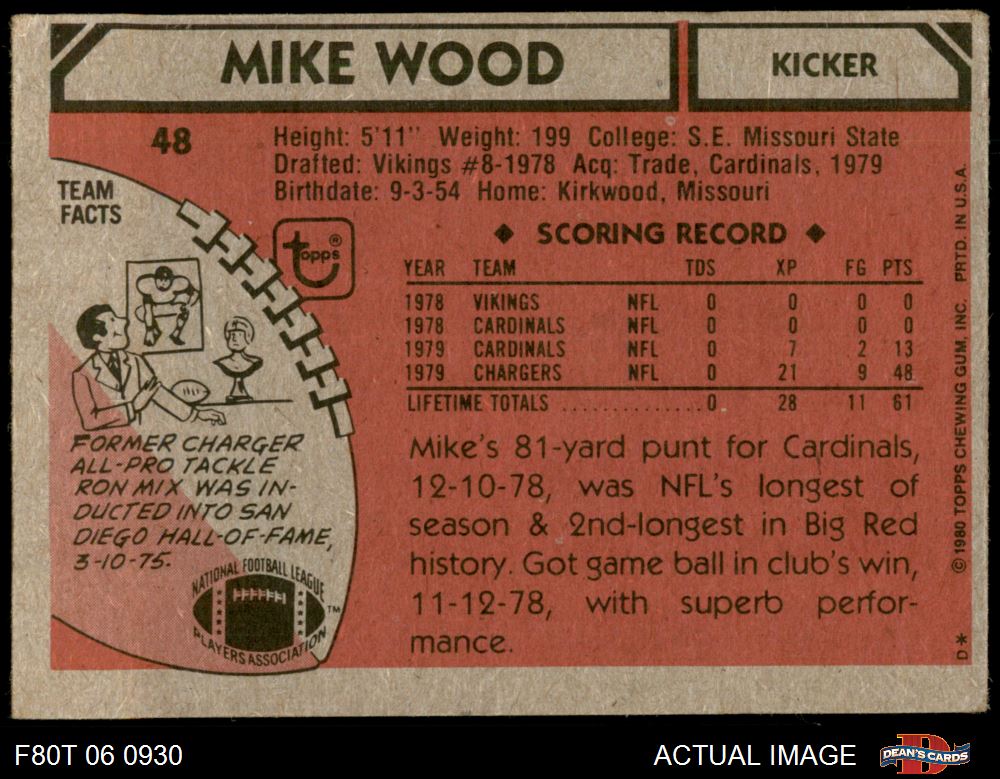 MIKE WOOD
KICKER
48
Height: 5'11" Weight: 199 College: S.E. Missouri State
Drafted: Vikings #8-1978 Acq: Trade, Cardinals, 1979
Birthdate: 9-3-54 Home: Kirkwood, Missouri
TEAM
FACTS
topps®
◆ SCORING RECORD ◆
YEAR TEAM TDS XP FG PTS
1978 VIKINGS NFL 0 0 0 0
1978 CARDINALS NFL 0 0 0 0
1979 CARDINALS NFL 0 7 2 13
1979 CHARGERS NFL 0 21 9 48
LIFETIME TOTALS ..............0 28 11 61
FORMER CHARGER
ALL-PRO TACKLE
RON MIX WAS IN-
DUCTED INTO SAN
DIEGO HALL-OF-FAME,
3-10-75.
NATIONAL FOOTBALL LEAGUE
PLAYERS ASSOCIATION
™
Mike's 81-yard punt for Cardinals,
12-10-78, was NFL's longest of
season & 2nd-longest in Big Red
history. Got game ball in club's win,
11-12-78, with superb perfor-
mance.
D* © 1980 TOPPS CHEWING GUM, INC. PRTD. IN U.S.A.
F80T 06 0930
ACTUAL IMAGE
DEAN'S CARDS